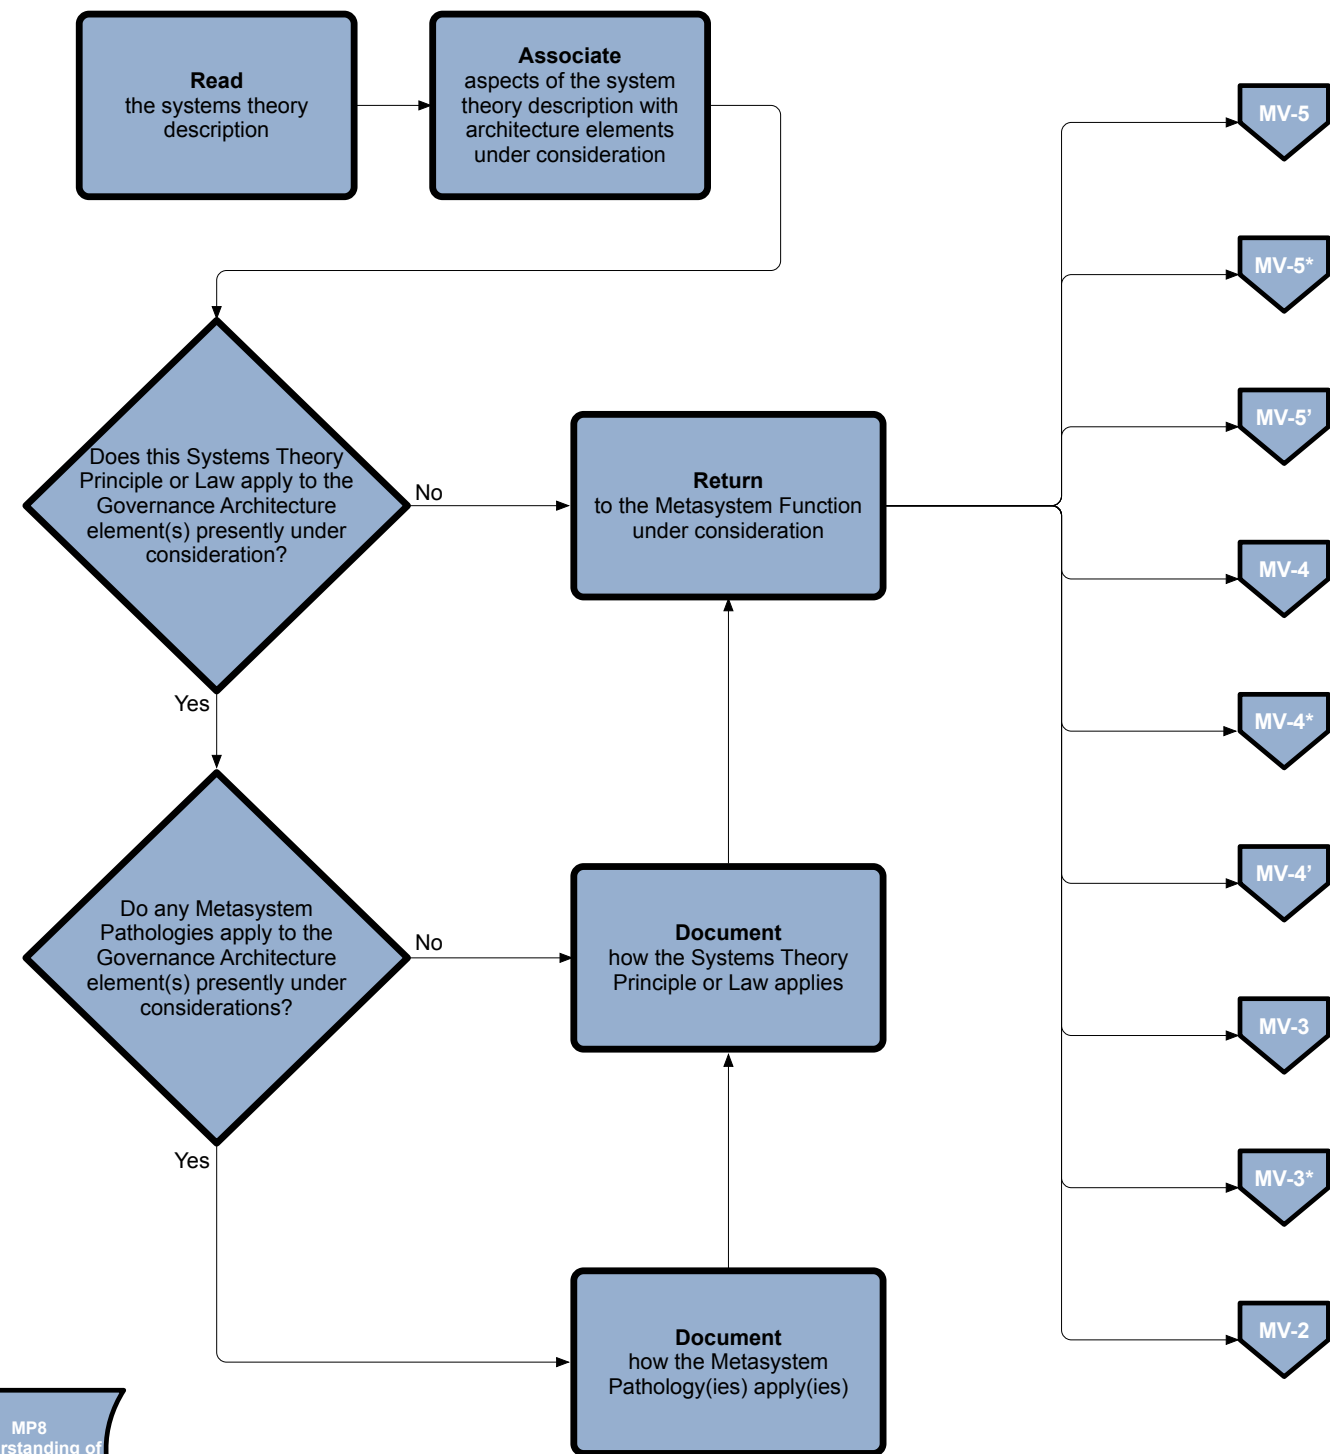 Read
the systems theory
description
Associate
aspects of the system
theory description with
architecture elements
under consideration
Does this Systems Theory
Principle or Law apply to the
Governance Architecture
element(s) presently under
consideration?
No
Yes
Return
to the Metasystem Function
under consideration
Do any Metasystem
Pathologies apply to the
Governance Architecture
element(s) presently under
considerations?
No
Yes
Document
how the Systems Theory
Principle or Law applies
Document
how the Metasystem
Pathology(ies) apply(ies)
MV-5
MV-5*
MV-5’
MV-4
MV-4*
MV-4’
MV-3
MV-3*
MV-2
MP8
rstanding of